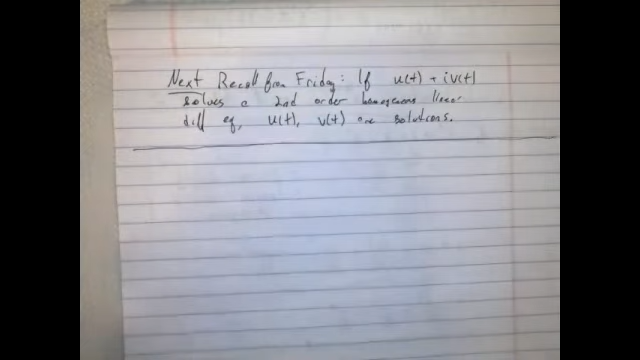 Next Recall from Friday: If u(t) + iv(t)
solves a 2nd order homogeneous linear
diff eq, u(t), v(t) are solutions.